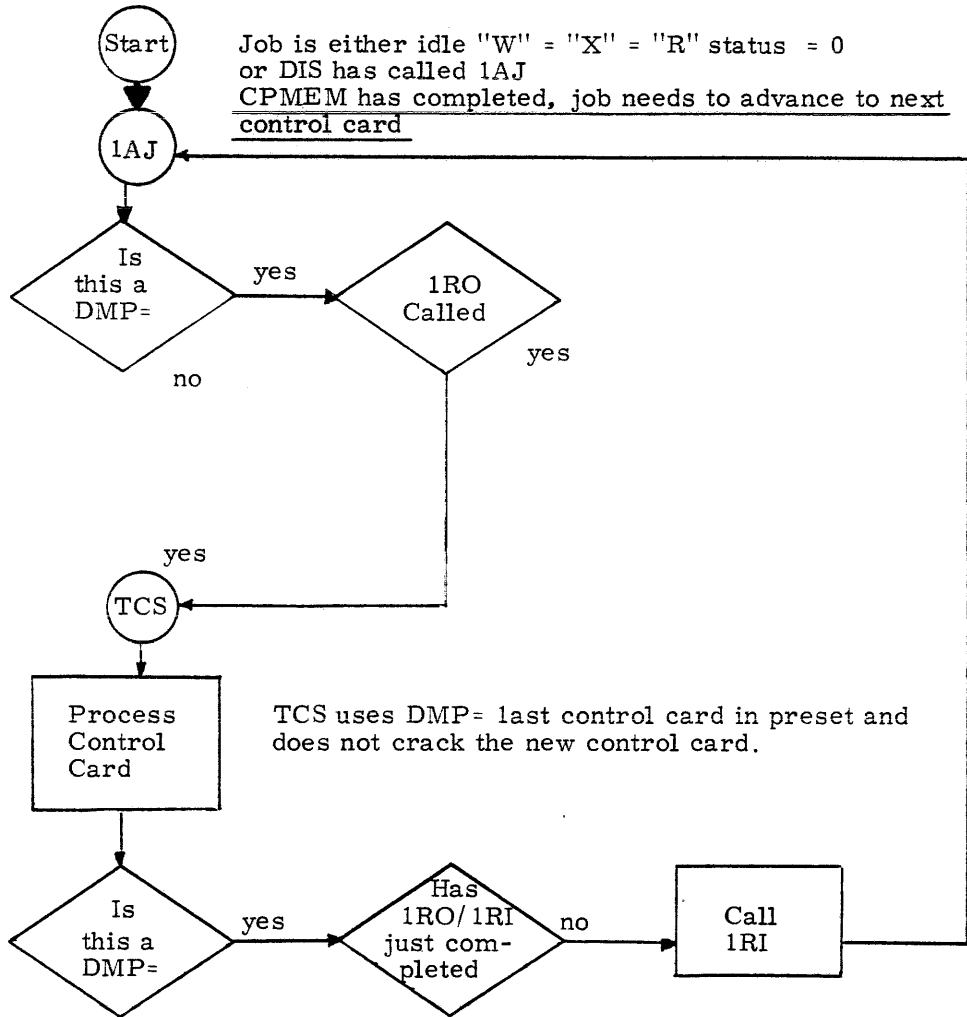 Start
Job is either idle "W" = "X" = "R" status = 0
or DIS has called 1AJ
CPMEM has completed, job needs to advance to next
control card
1AJ
Is
this a
DMP=
yes
1RO
Called
yes
no
yes
TCS
Process
Control
Card
TCS uses DMP= last control card in preset and
does not crack the new control card.
Is
this a
DMP=
yes
Has
1RO/1RI
just com-
pleted
no
Call
1RI